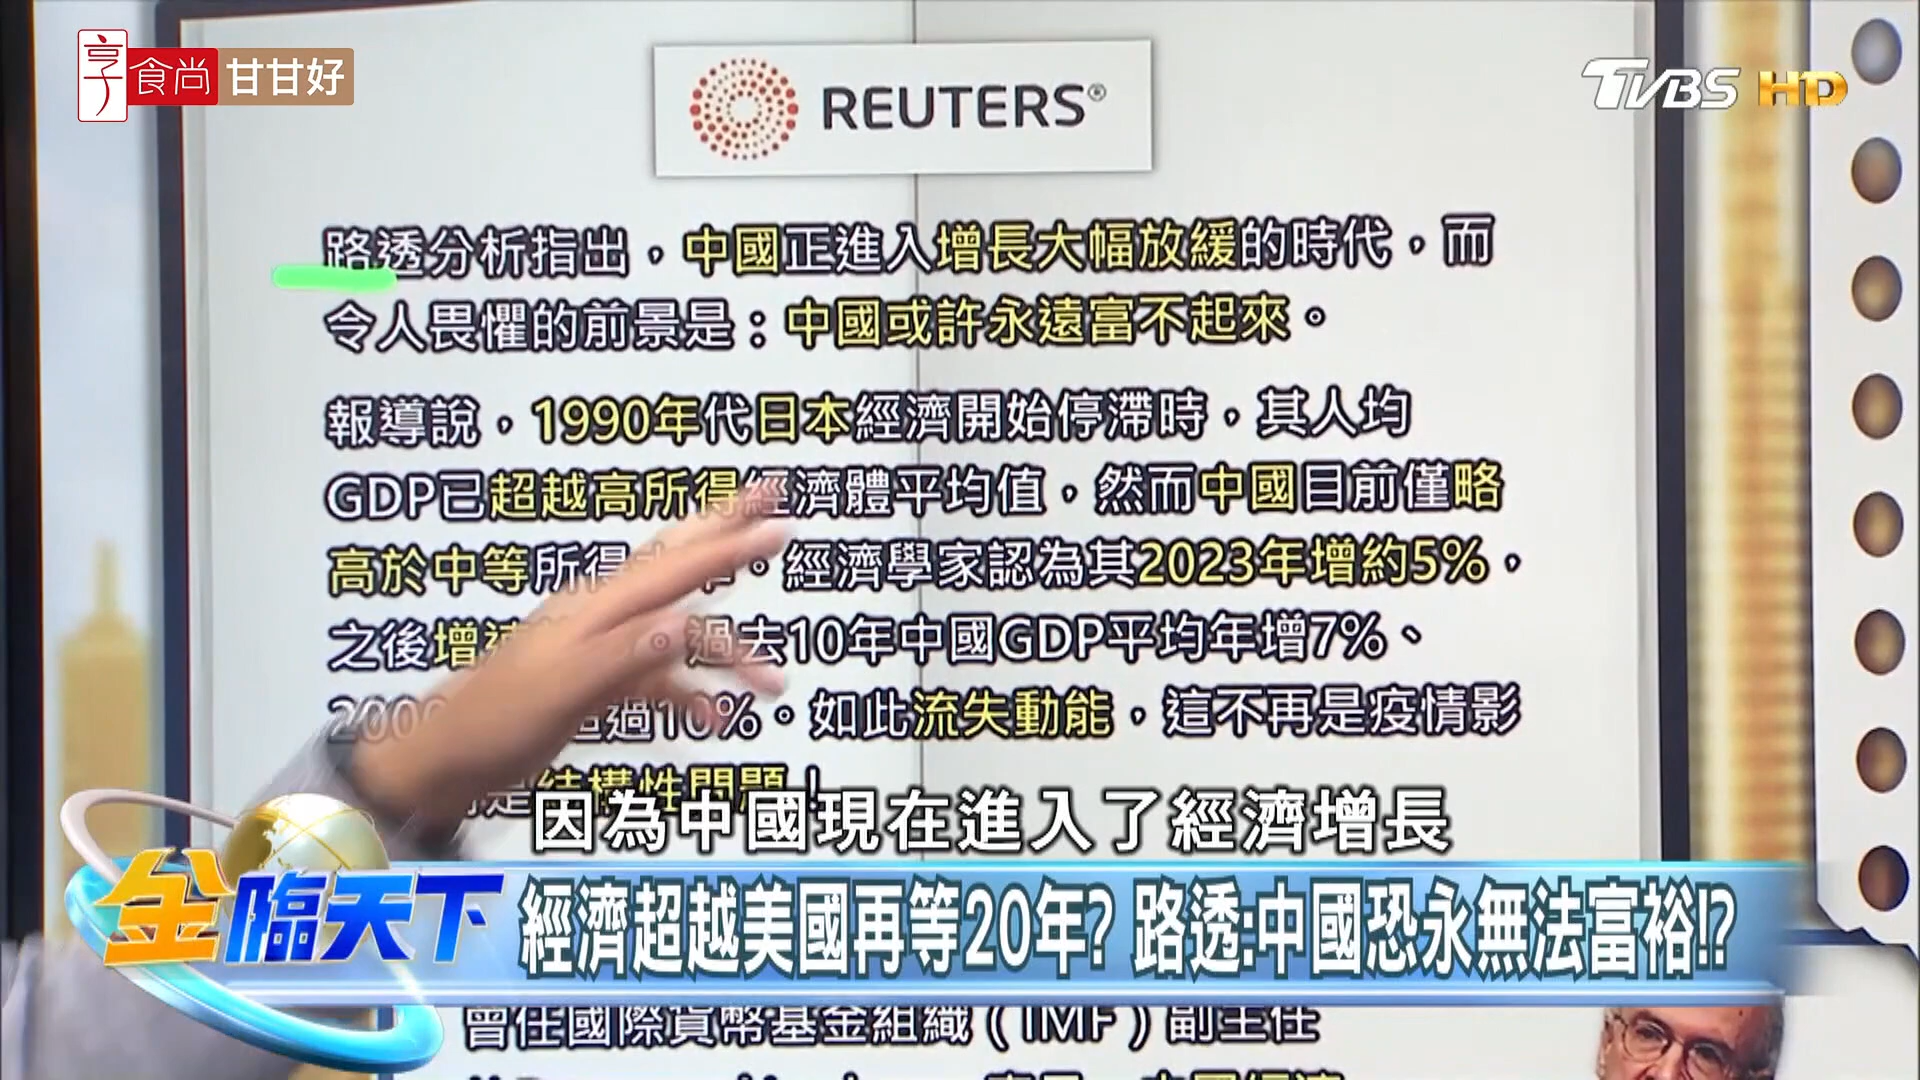 享食尚 甘甘好
TVBS HD
REUTERS®
路透分析指出，中國正進入增長大幅放緩的時代，而
令人畏懼的前景是：中國或許永遠富不起來。
報導說，1990年代日本經濟開始停滯時，其人均
GDP已超越高所得經濟體平均值，然而中國目前僅略
高於中等所得。經濟學家認為其2023年增約5%，
之後增速。過去10年中國GDP平均年增7%、
200 超過10%。如此流失動能，這不再是疫情影
是結構性問題！
因為中國現在進入了經濟增長
金臨天下
經濟超越美國再等20年? 路透:中國恐永無法富裕!?
曾任國際貨幣基金組織（IMF）副主任